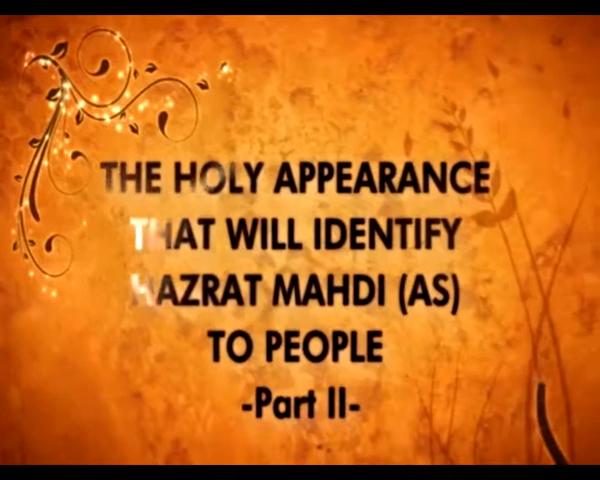 THE HOLY APPEARANCE
THAT WILL IDENTIFY
HAZRAT MAHDI (AS)
TO PEOPLE
-Part II-